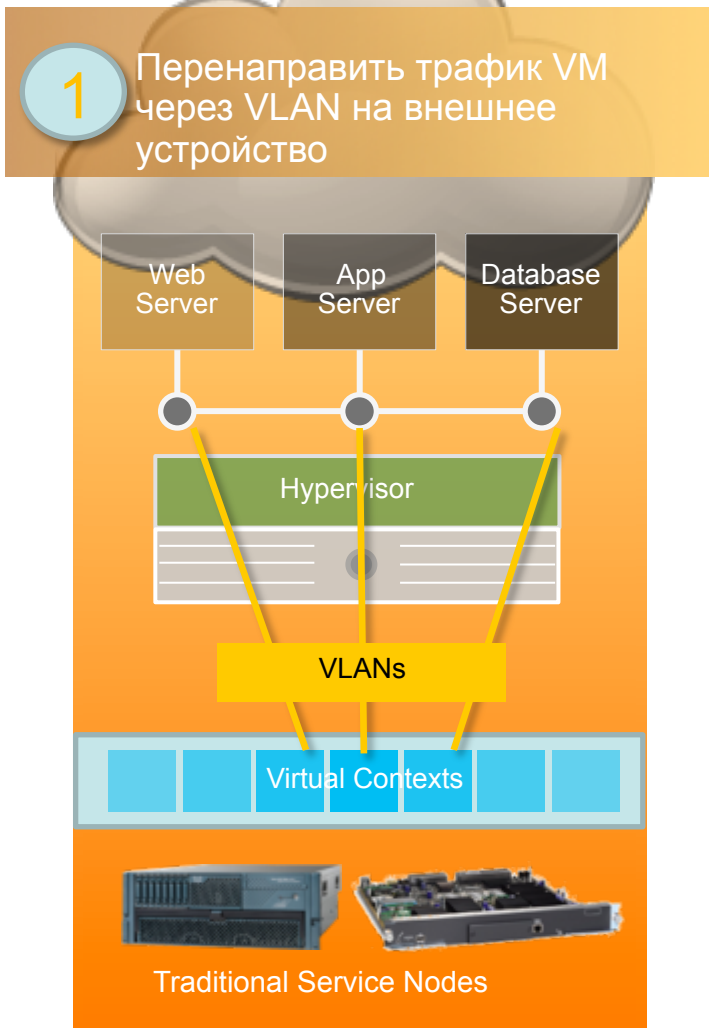 1
Перенаправить трафик VM
через VLAN на внешнее
устройство
Web
Server
App
Server
Database
Server
Hypervisor
VLANs
Virtual Contexts
Traditional Service Nodes